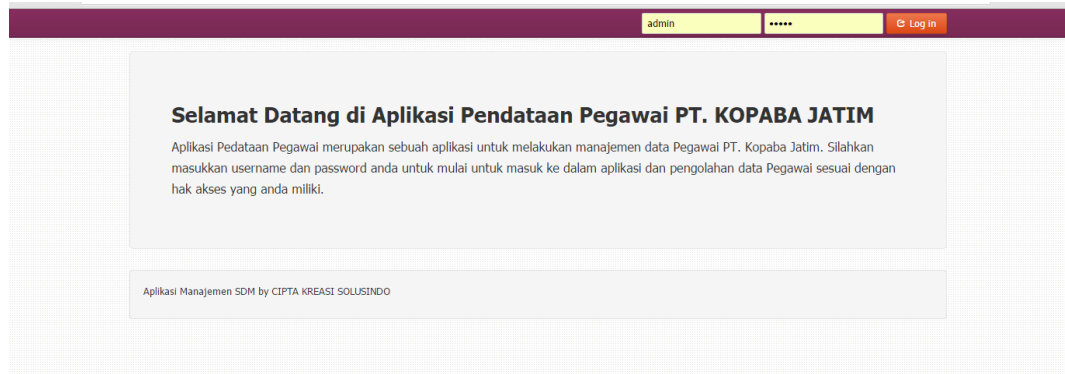 admin ••••• Log in
Selamat Datang di Aplikasi Pendataan Pegawai PT. KOPABA JATIM
Aplikasi Pedataan Pegawai merupakan sebuah aplikasi untuk melakukan manajemen data Pegawai PT. Kopaba Jatim. Silahkan
masukkan username dan password anda untuk mulai untuk masuk ke dalam aplikasi dan pengolahan data Pegawai sesuai dengan
hak akses yang anda miliki.
Aplikasi Manajemen SDM by CIPTA KREASI SOLUSINDO